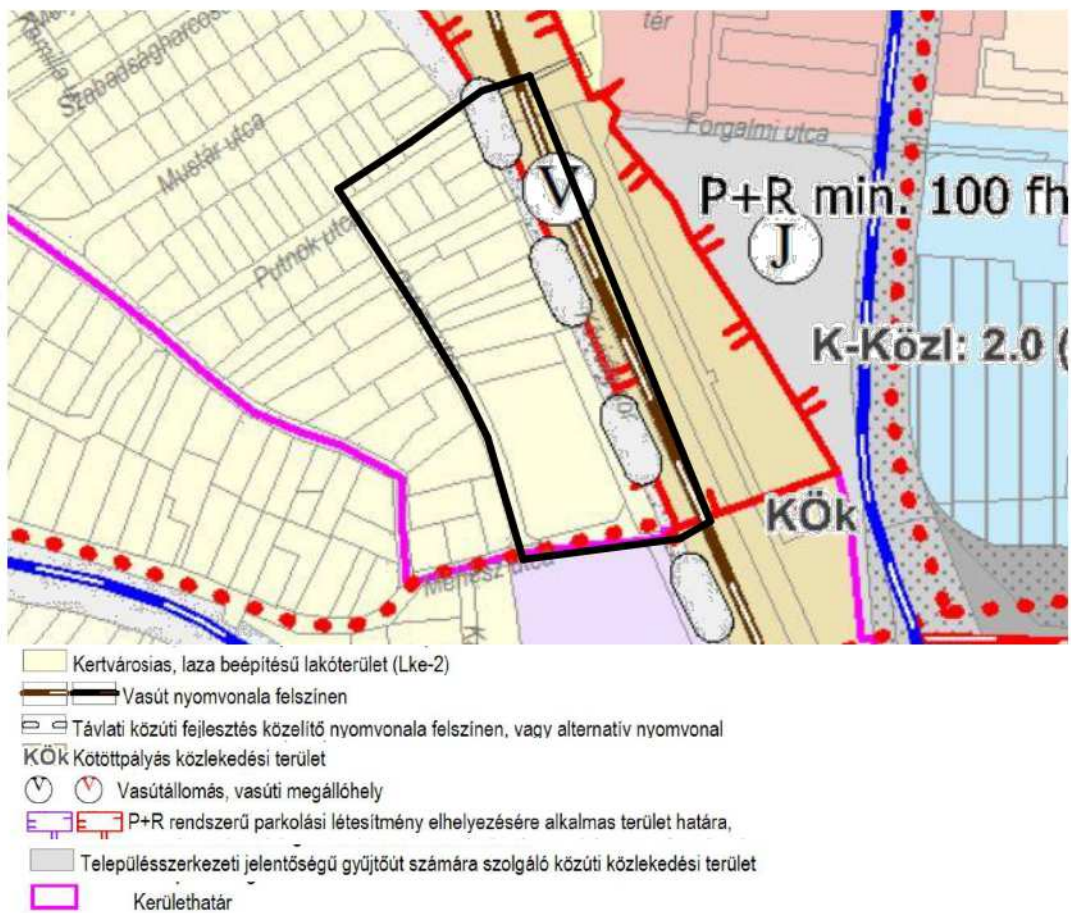 Kamilla
Szabadságharcos
tér
Mustár utca
Forgalmi utca
V
P+R min. 100 fh
J
Putnok utca
K-Közl: 2.0 (
KÖk
Méhész utca
Kertvárosias, laza beépítésű lakóterület (Lke-2)
Vasút nyomvonala felszínen
Távlati közúti fejlesztés közelítő nyomvonala felszínen, vagy alternatív nyomvonal
KÖk Kötöttpályás közlekedési terület
V V Vasútállomás, vasúti megállóhely
P+R rendszerű parkolási létesítmény elhelyezésére alkalmas terület határa,
Településszerkezeti jelentőségű gyűjtőút számára szolgáló közúti közlekedési terület
Kerülethatár